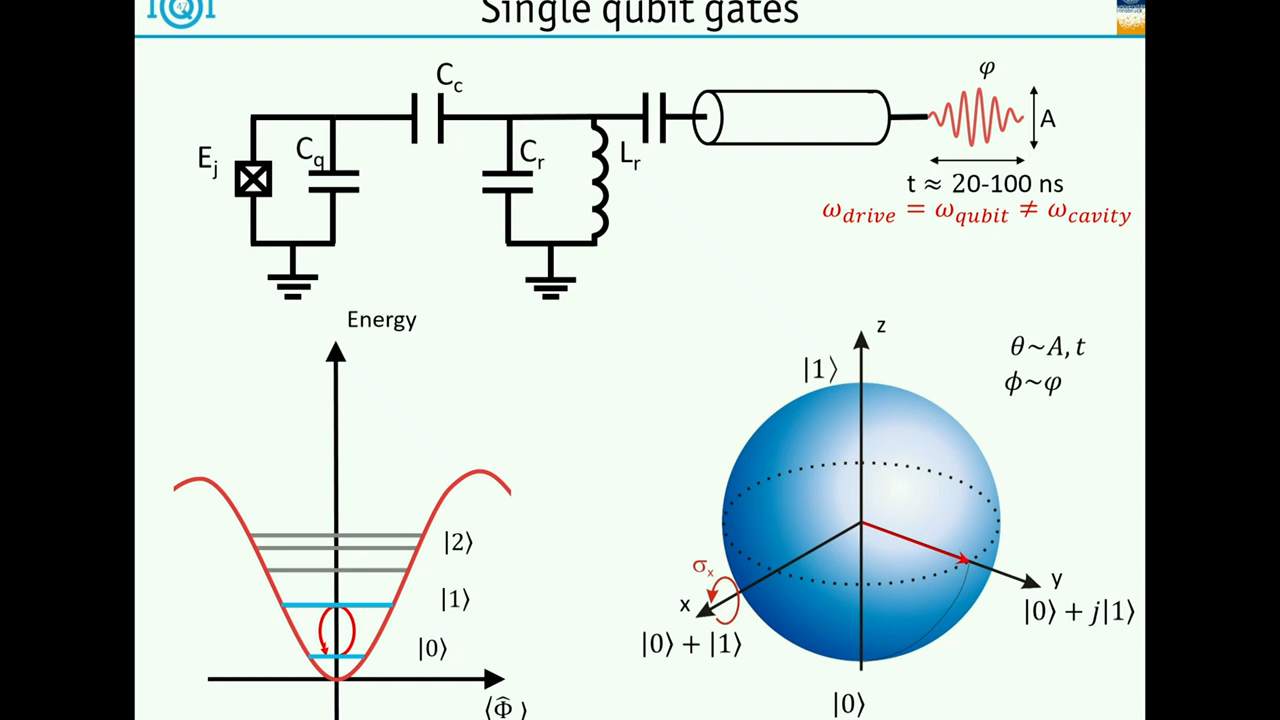 Single qubit gates
C_c
φ
A
E_j
C_q
C_r
L_r
t ≈ 20-100 ns
ω_drive = ω_qubit ≠ ω_cavity
Energy
z
θ~A, t
ϕ~φ
|1⟩
|2⟩
|1⟩
|0⟩
⟨Φ̂ ⟩
σ_x
x
|0⟩ + |1⟩
y
|0⟩ + j|1⟩
|0⟩